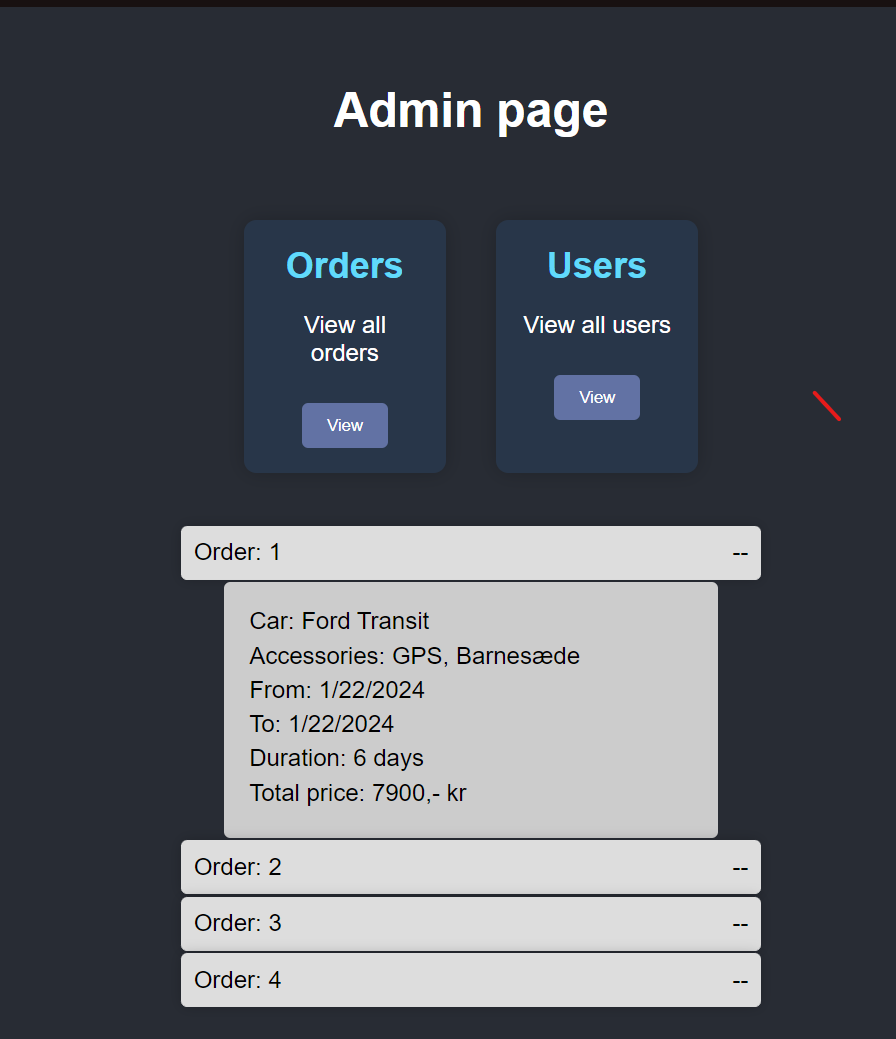 Admin page
Orders
View all
orders
View
Users
View all users
View
Order: 1 --
Car: Ford Transit
Accessories: GPS, Barnesæde
From: 1/22/2024
To: 1/22/2024
Duration: 6 days
Total price: 7900,- kr
Order: 2 --
Order: 3 --
Order: 4 --